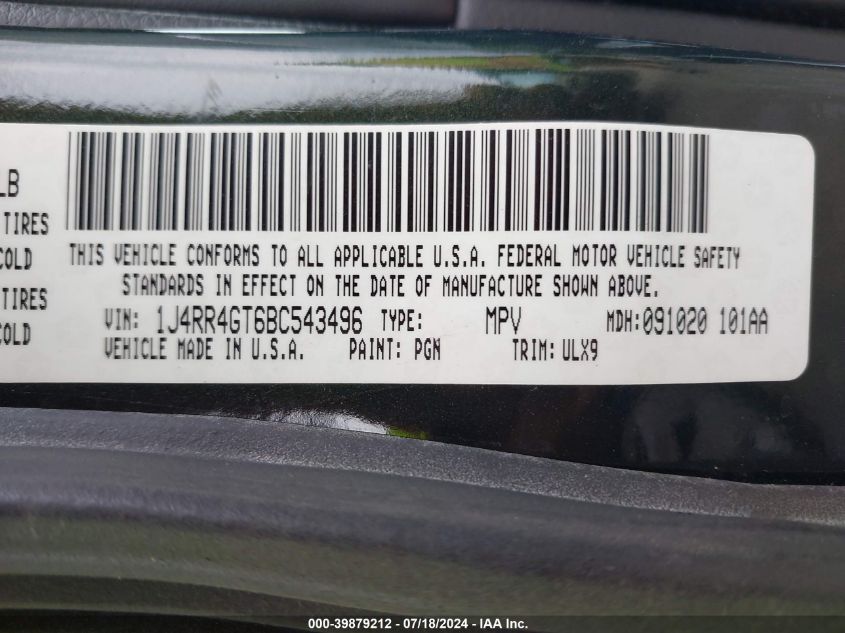 LB
TIRES
COLD
TIRES
COLD
THIS VEHICLE CONFORMS TO ALL APPLICABLE U.S.A. FEDERAL MOTOR VEHICLE SAFETY
STANDARDS IN EFFECT ON THE DATE OF MANUFACTURE SHOWN ABOVE.
VIN: 1J4RR4GT6BC543496 TYPE: MPV MDH: 091020 101AA
VEHICLE MADE IN U.S.A. PAINT: PGN TRIM: ULX9
000-39879212 - 07/18/2024 - IAA Inc.